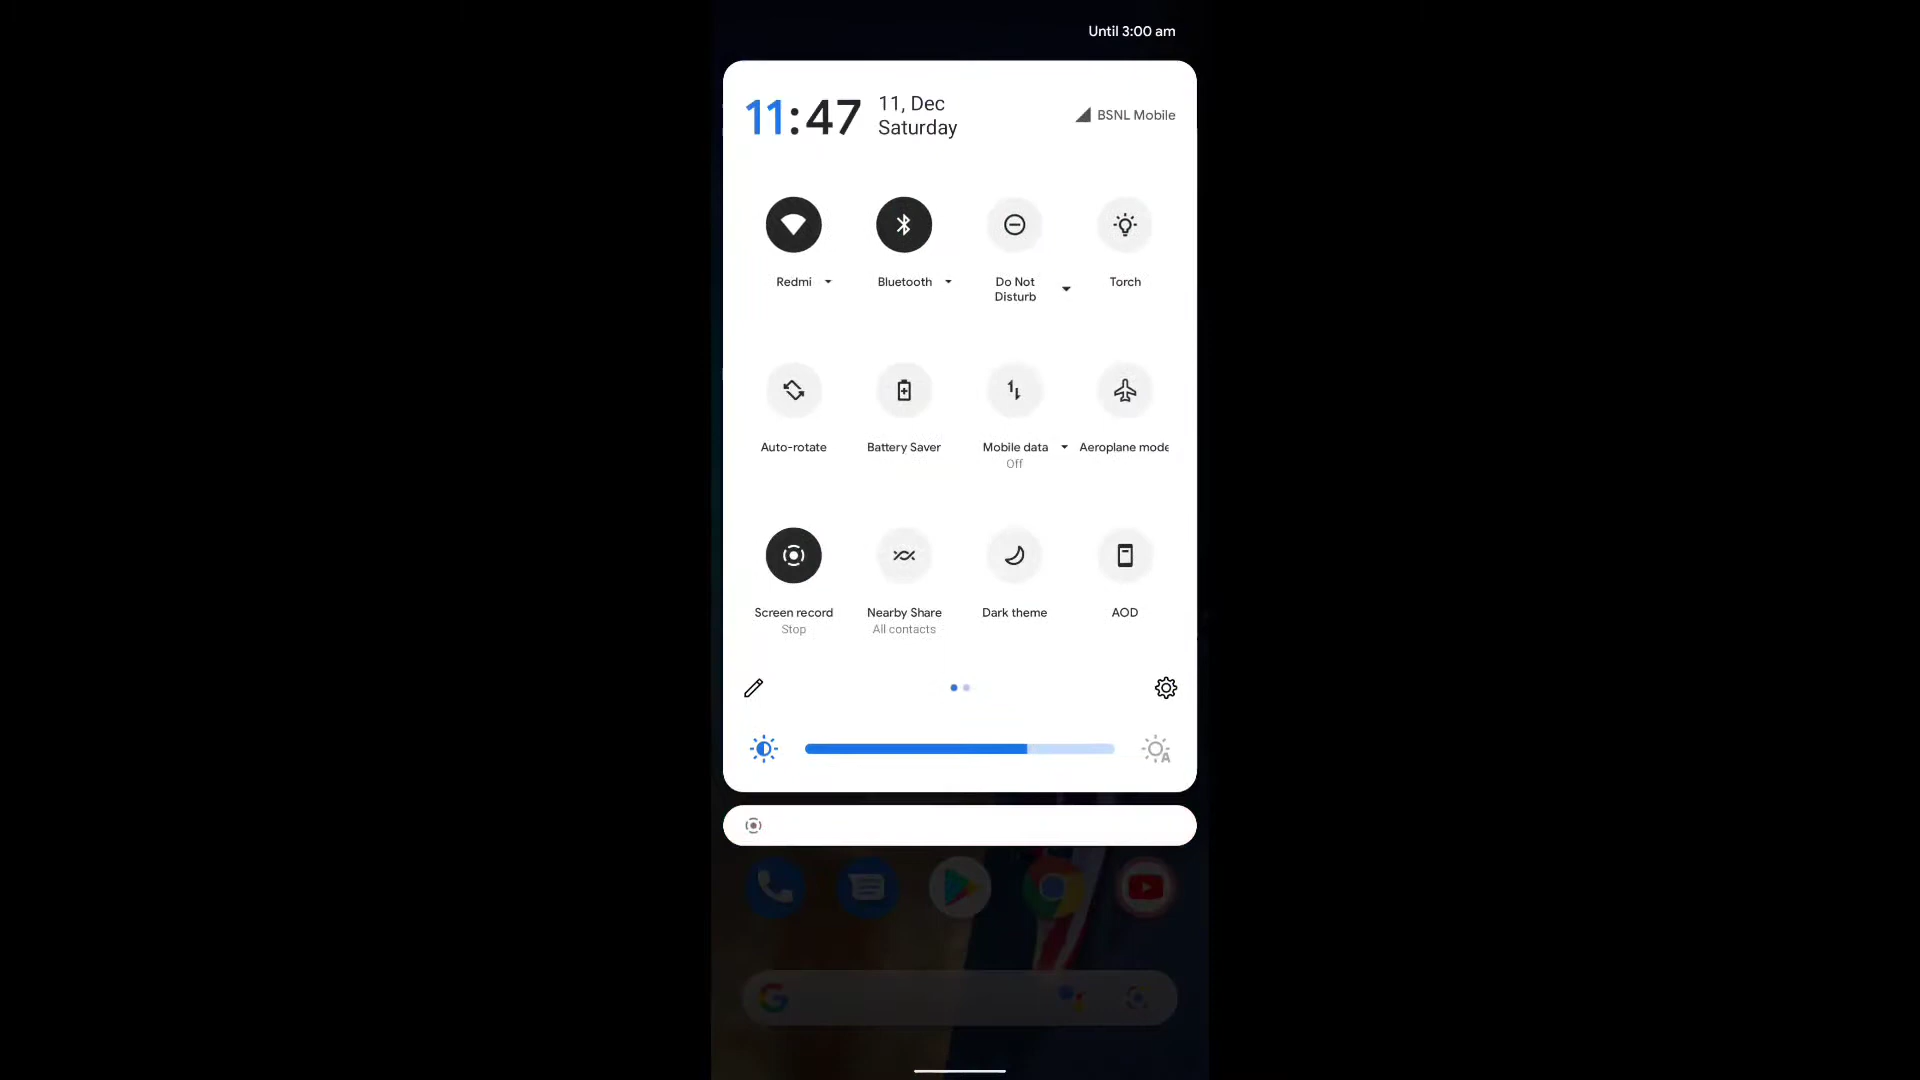 Until 3:00 am
11:47
11, Dec
Saturday
BSNL Mobile
Redmi
Bluetooth
Do Not
Disturb
Torch
Auto-rotate
Battery Saver
Mobile data
Off
Aeroplane mode
Screen record
Stop
Nearby Share
All contacts
Dark theme
AOD
A
G